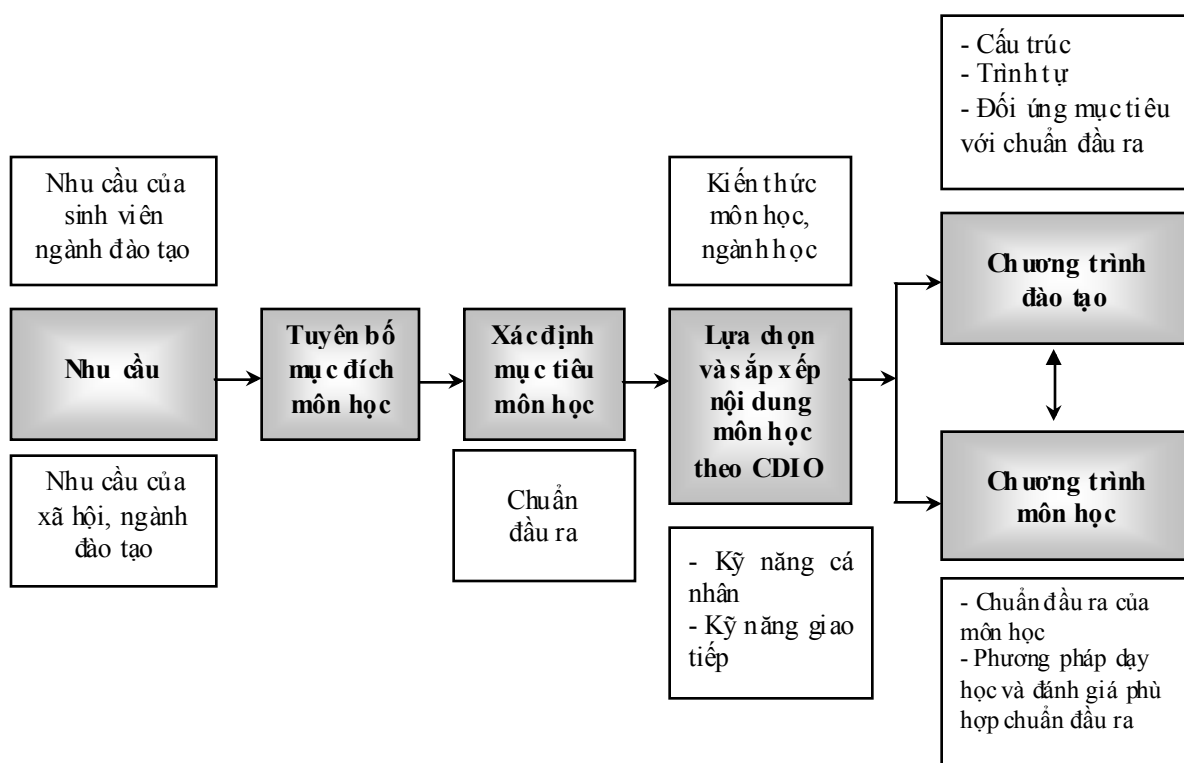 - Cấu trúc
- Trình tự
- Đối ứng mục tiêu
với chuẩn đầu ra
Nhu cầu của
sinh viên
ngành đào tạo
Kiến thức
môn học,
ngành học
Chương trình
đào tạo
Nhu cầu
Tuyên bố
mục đích
môn học
Xác định
mục tiêu
môn học
Lựa chọn
và sắp xếp
nội dung
môn học
theo CDIO
Chương trình
môn học
Nhu cầu của
xã hội, ngành
đào tạo
Chuẩn
đầu ra
- Kỹ năng cá
nhân
- Kỹ năng giao
tiếp
- Chuẩn đầu ra của
môn học
- Phương pháp dạy
học và đánh giá phù
hợp chuẩn đầu ra